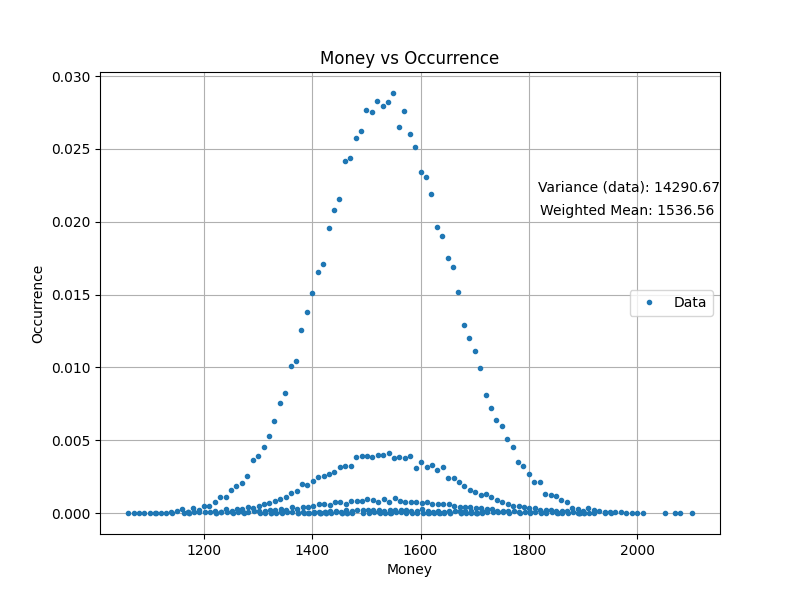 Money vs Occurrence
0.030
0.025
0.020
0.015
0.010
0.005
0.000
Occurrence
Variance (data): 14290.67
Weighted Mean: 1536.56
Data
1200 1400 1600 1800 2000
Money